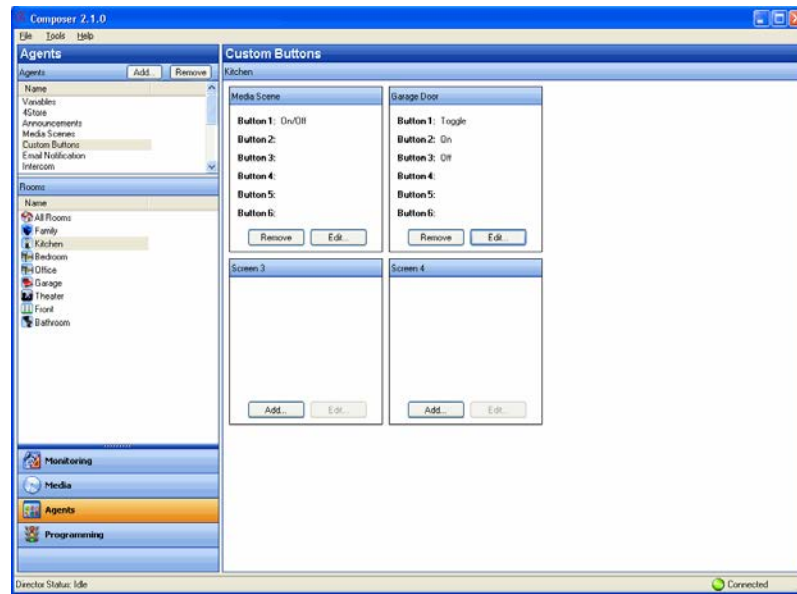 Composer 2.1.0
File Tools Help
Agents
Agents Add... Remove
Name
Variables
4Store
Announcements
Media Scenes
Custom Buttons
Email Notification
Intercom
Rooms
Name
All Rooms
Family
Kitchen
Bedroom
Office
Garage
Theater
Front
Bathroom
Monitoring
Media
Agents
Programming
Custom Buttons
Kitchen
Media Scene
Button 1: On/Off
Button 2:
Button 3:
Button 4:
Button 5:
Button 6:
Remove Edit...
Garage Door
Button 1: Toggle
Button 2: On
Button 3: Off
Button 4:
Button 5:
Button 6:
Remove Edit...
Screen 3
Add... Edit...
Screen 4
Add... Edit...
Director Status: Idle
Connected